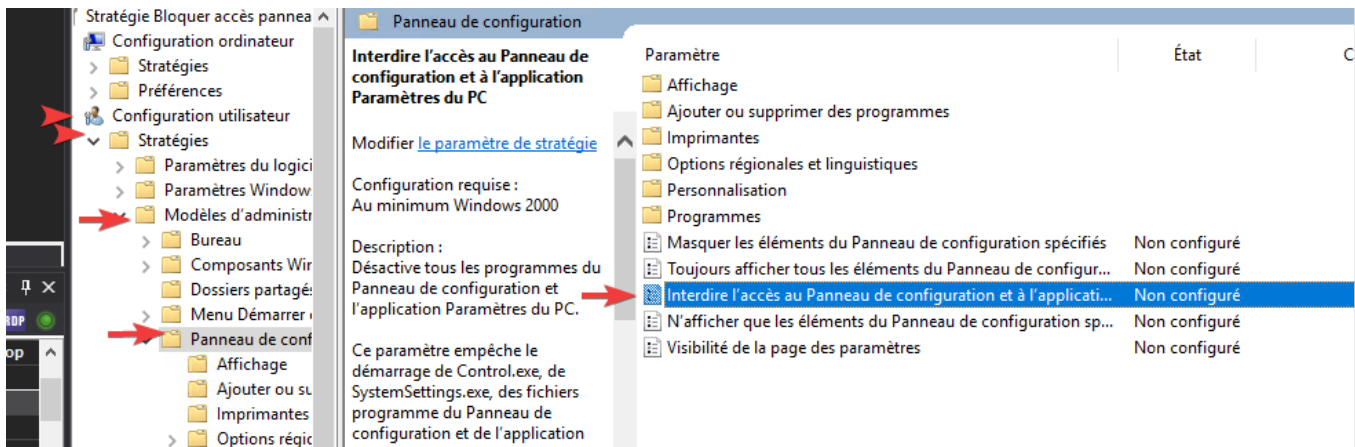 Stratégie Bloquer accès pannea
Configuration ordinateur
Stratégies
Préférences
Configuration utilisateur
Stratégies
Paramètres du logici
Paramètres Window
Modèles d'administr
Bureau
Composants Wir
Dossiers partagé
Menu Démarrer
Panneau de conf
Affichage
Ajouter ou su
Imprimantes
Options régic
RDP
op
Panneau de configuration
Interdire l'accès au Panneau de
configuration et à l'application
Paramètres du PC
Modifier le paramètre de stratégie
Configuration requise :
Au minimum Windows 2000
Description :
Désactive tous les programmes du
Panneau de configuration et
l'application Paramètres du PC.
Ce paramètre empêche le
démarrage de Control.exe, de
SystemSettings.exe, des fichiers
programme du Panneau de
configuration et de l'application
Paramètre État C
Affichage
Ajouter ou supprimer des programmes
Imprimantes
Options régionales et linguistiques
Personnalisation
Programmes
Masquer les éléments du Panneau de configuration spécifiés Non configuré
Toujours afficher tous les éléments du Panneau de configur... Non configuré
Interdire l'accès au Panneau de configuration et à l'applicati... Non configuré
N'afficher que les éléments du Panneau de configuration sp... Non configuré
Visibilité de la page des paramètres Non configuré